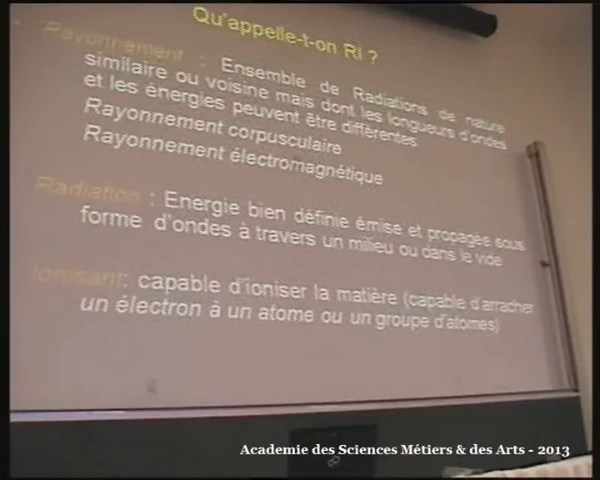 Qu'appelle-t-on RI ?
Rayonnement : Ensemble de Radiations de nature
similaire ou voisine mais dont les longueurs d'ondes
et les énergies peuvent être différentes
Rayonnement corpusculaire
Rayonnement électromagnétique
Radiation : Energie bien définie émise et propagée sous
forme d'ondes à travers un milieu ou dans le vide
Ionisant: capable d'ioniser la matière (capable d'arracher
un électron à un atome ou un groupe d'atomes)
Academie des Sciences Métiers & des Arts - 2013